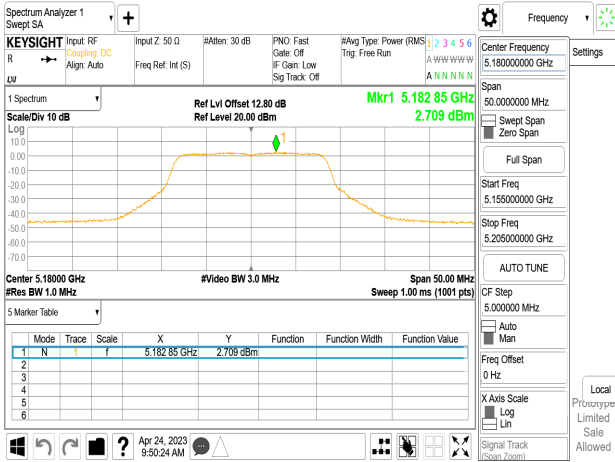 Spectrum Analyzer 1
Swept SA
Frequency
KEYSIGHT
R
LXI
Input: RF
Coupling: DC
Align: Auto
Input Z: 50 Ω
Freq Ref: Int (S)
#Atten: 30 dB
PNO: Fast
Gate: Off
IF Gain: Low
Sig Track: Off
#Avg Type: Power (RMS
Trig: Free Run
1 2 3 4 5 6
A W W W W W
A N N N N N
1 Spectrum
Scale/Div 10 dB
Ref Lvl Offset 12.80 dB
Ref Level 20.00 dBm
Mkr1 5.182 85 GHz
2.709 dBm
Log
10.0
0.00
-10.0
-20.0
-30.0
-40.0
-50.0
-60.0
-70.0
1
Center 5.18000 GHz
#Res BW 1.0 MHz
#Video BW 3.0 MHz
Span 50.00 MHz
Sweep 1.00 ms (1001 pts)
5 Marker Table
Mode Trace Scale X Y Function Function Width Function Value
1 N 1 f 5.182 85 GHz 2.709 dBm
2
3
4
5
6
Apr 24, 2023
9:50:24 AM
?
Center Frequency
5.180000000 GHz
Settings
Span
50.0000000 MHz
Swept Span
Zero Span
Full Span
Start Freq
5.155000000 GHz
Stop Freq
5.205000000 GHz
AUTO TUNE
CF Step
5.000000 MHz
Auto
Man
Freq Offset
0 Hz
X Axis Scale
Log
Lin
Signal Track
(Span Zoom)
Local
Prototype
Limited
Sale
Allowed